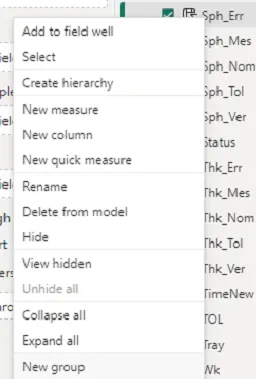 Add to field well
Select
Create hierarchy
New measure
New column
New quick measure
Rename
Delete from model
Hide
View hidden
Unhide all
Collapse all
Expand all
New group
Sph_Err
Sph_Mes
Sph_Nom
Sph_Tol
Sph_Ver
Status
Thk_Err
Thk_Mes
Thk_Nom
Thk_Tol
Thk_Ver
TimeNew
TOL
Tray
Wk